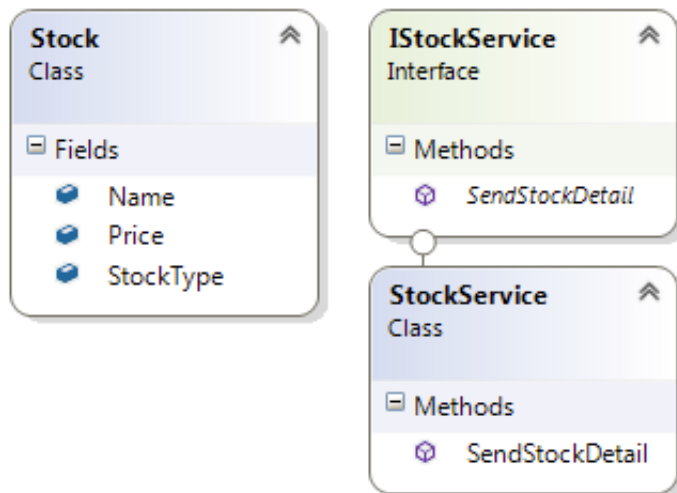 Stock
Class
Fields
Name
Price
StockType
IStockService
Interface
Methods
SendStockDetail
StockService
Class
Methods
SendStockDetail